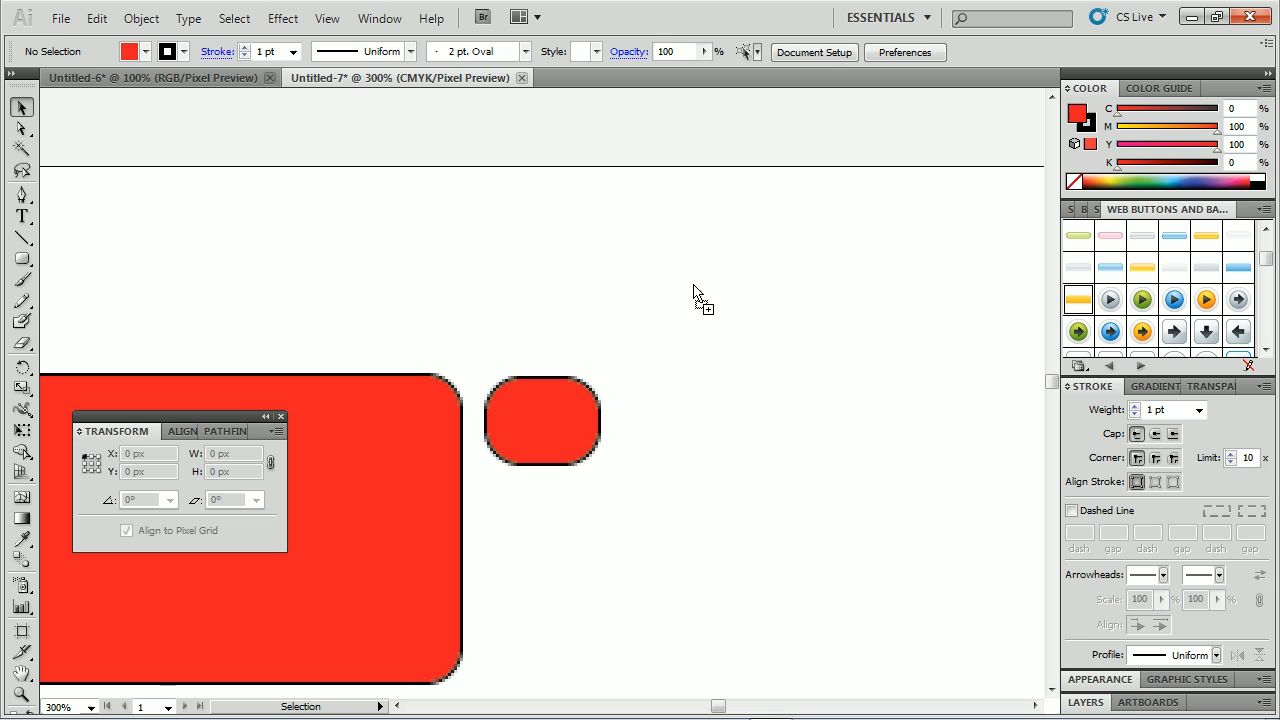 Ai File Edit Object Type Select Effect View Window Help Br ESSENTIALS CS Live
No Selection Stroke: 1 pt Uniform 2 pt. Oval Style: Opacity: 100 % Document Setup Preferences
Untitled-6* @ 100% (RGB/Pixel Preview) Untitled-7* @ 300% (CMYK/Pixel Preview)
COLOR COLOR GUIDE
C 0 %
M 100 %
Y 100 %
K 0 %
S B S WEB BUTTONS AND BA...
STROKE GRADIENT TRANSPA
Weight: 1 pt
Cap:
Corner: Limit: 10 x
Align Stroke:
Dashed Line
dash gap dash gap dash gap
Arrowheads:
Scale: 100 % 100 %
Align:
Profile: Uniform
APPEARANCE GRAPHIC STYLES
LAYERS ARTBOARDS
TRANSFORM ALIGN PATHFIN
X: 0 px W: 0 px
Y: 0 px H: 0 px
0° 0°
Align to Pixel Grid
300% 1 Selection